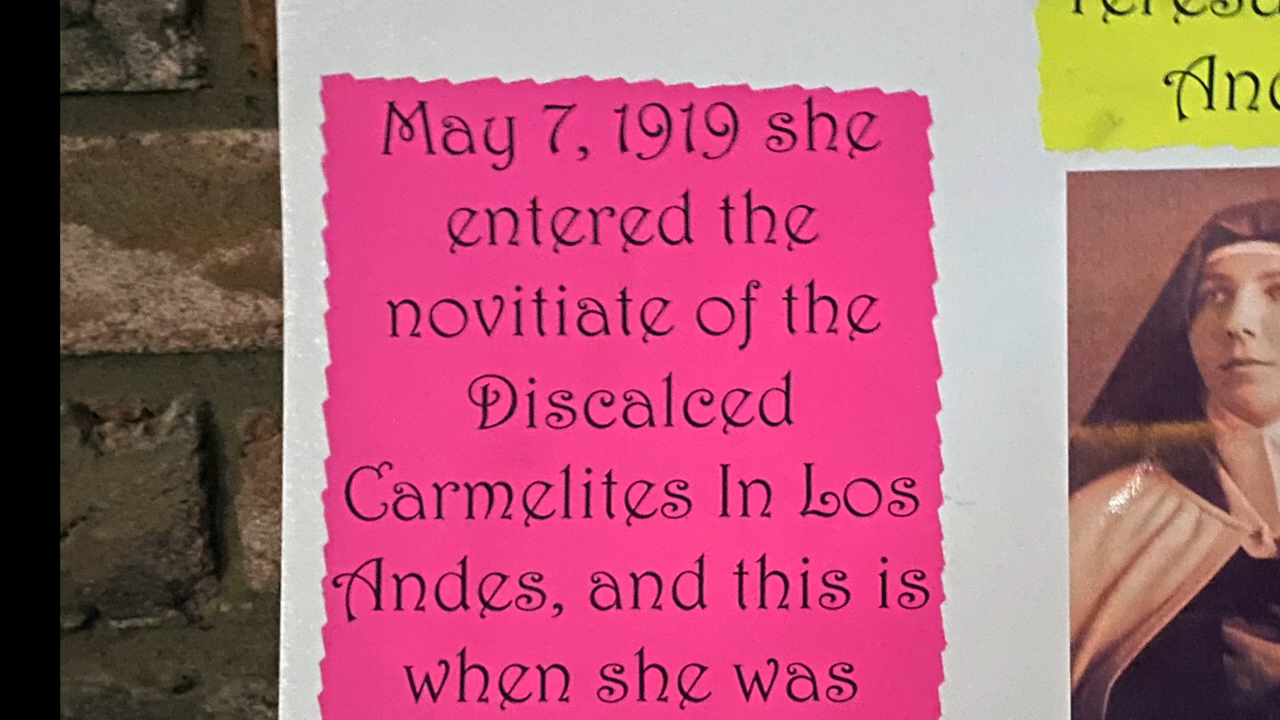 May 7, 1919 she
entered the
novitiate of the
Discalced
Carmelites In Los
Andes, and this is
when she was